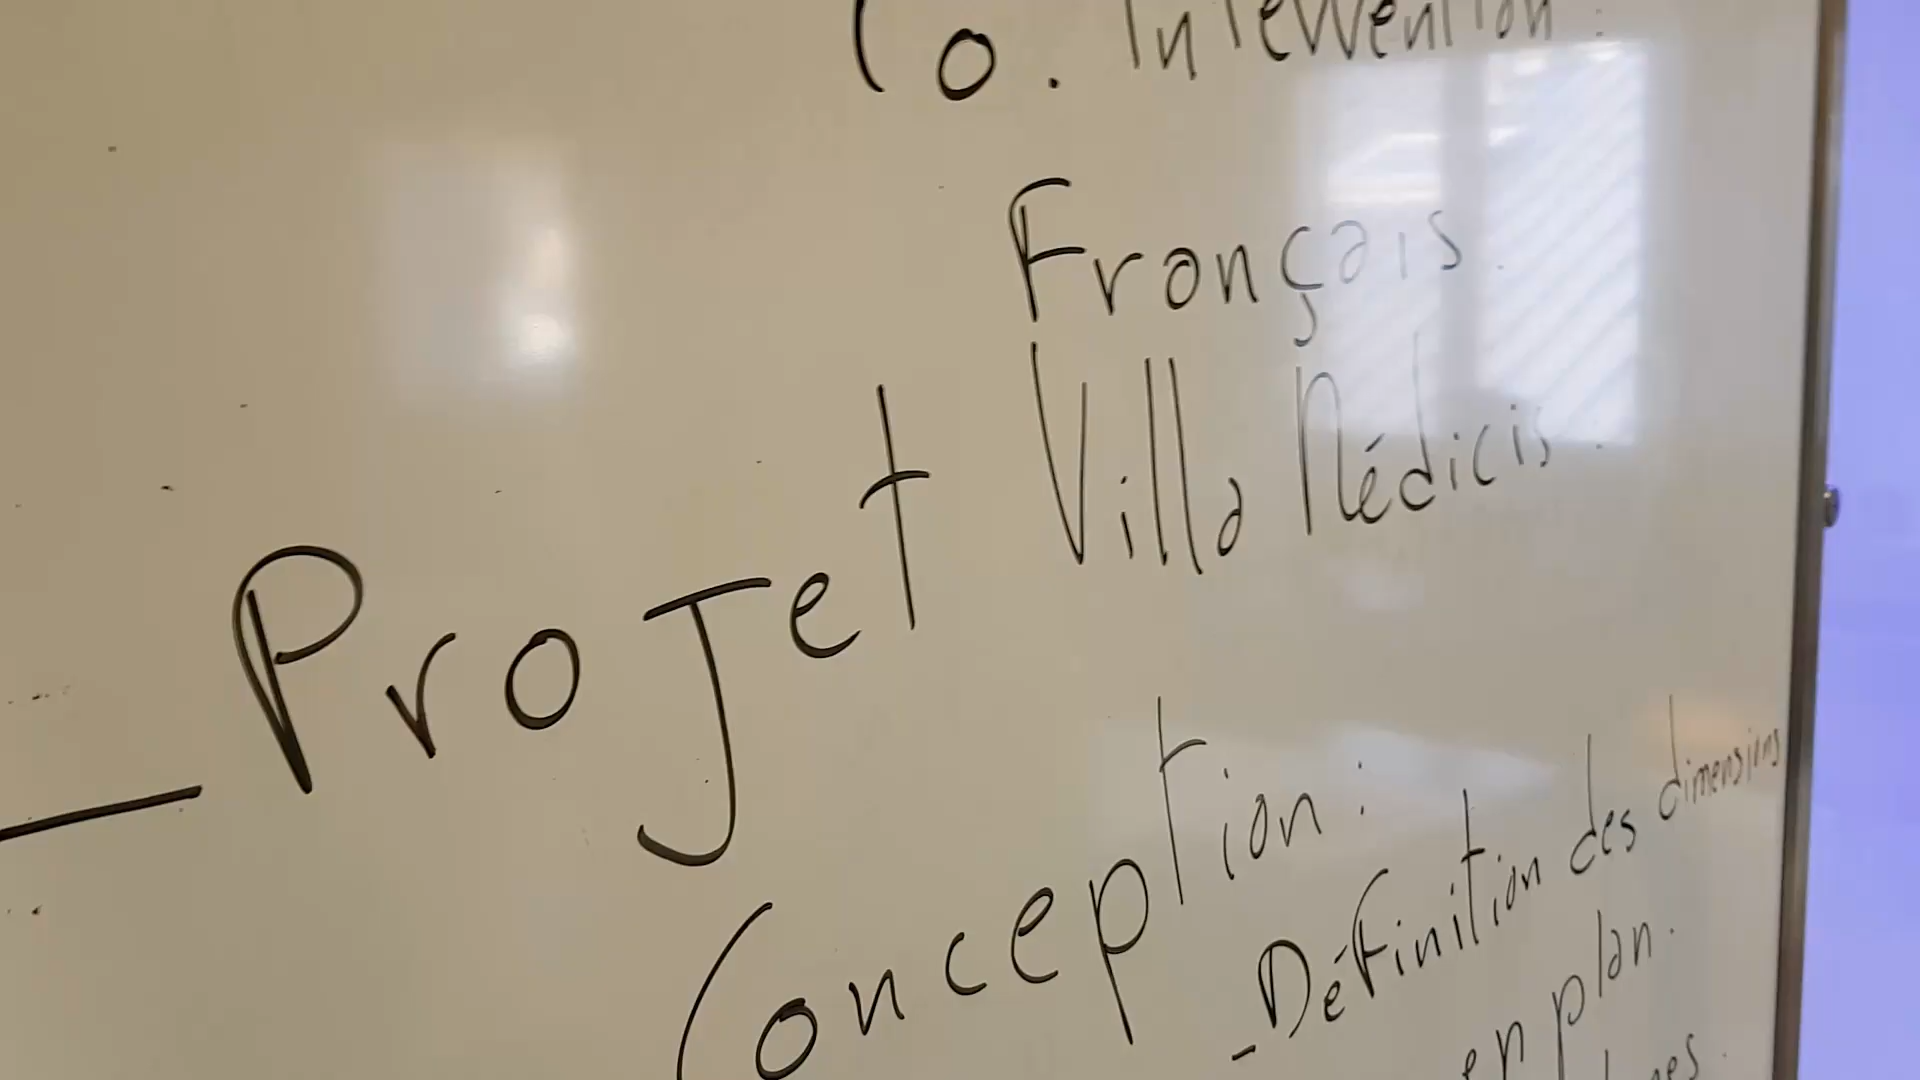 Co. Intervention :
Français.
_ Projet Villa Médicis.
Conception :
- Définition des dimensions
en plan.